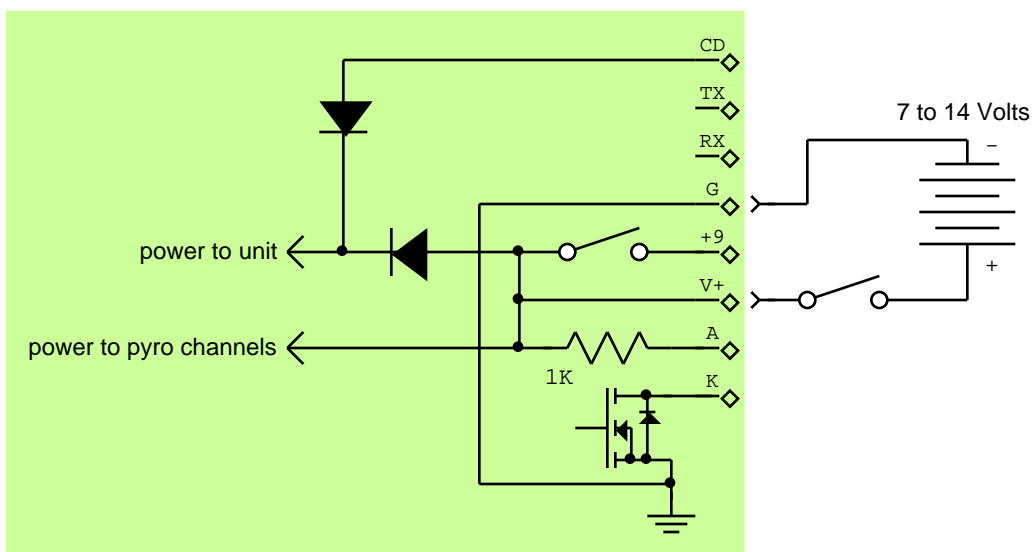 CD
TX
7 to 14 Volts
RX
−
G
+9
power to unit
+
V+
A
power to pyro channels
1K
K